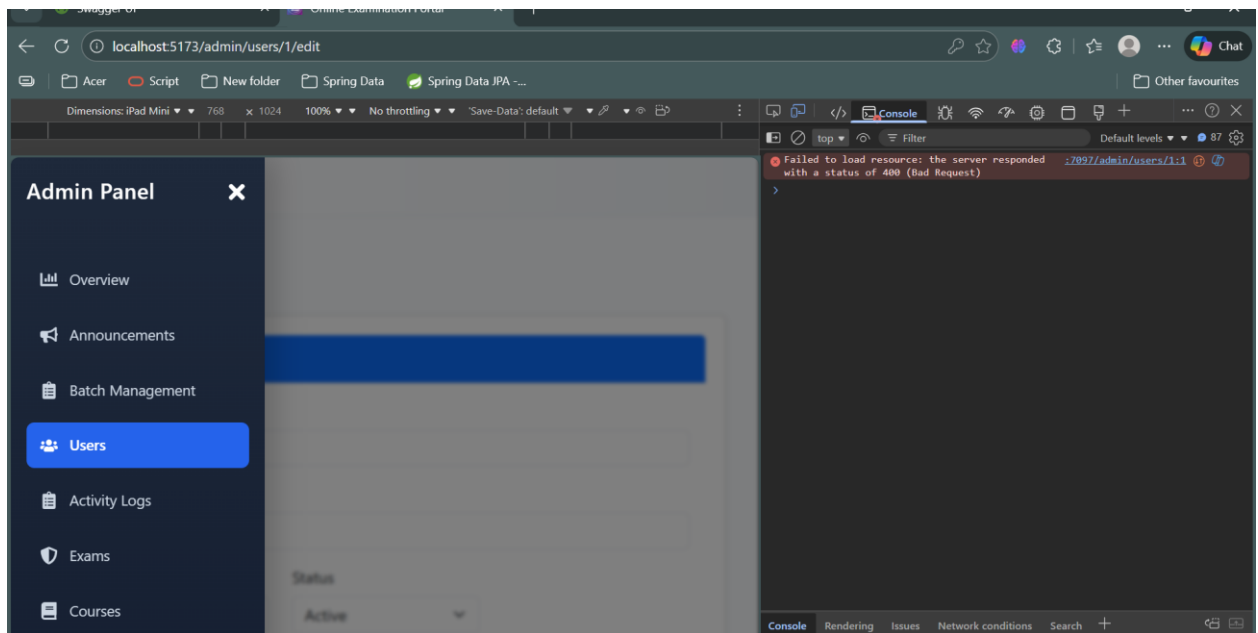 Swagger UI
Online Examination Portal
localhost:5173/admin/users/1/edit
Chat
Acer
Script
New folder
Spring Data
Spring Data JPA -...
Other favourites
Dimensions: iPad Mini 768 x 1024 100% No throttling 'Save-Data': default
Console
top
Filter
Default levels
87
Failed to load resource: the server responded :7097/admin/users/1:1
with a status of 400 (Bad Request)
Admin Panel
Overview
Announcements
Batch Management
Users
Activity Logs
Exams
Courses
Status
Active
Console Rendering Issues Network conditions Search